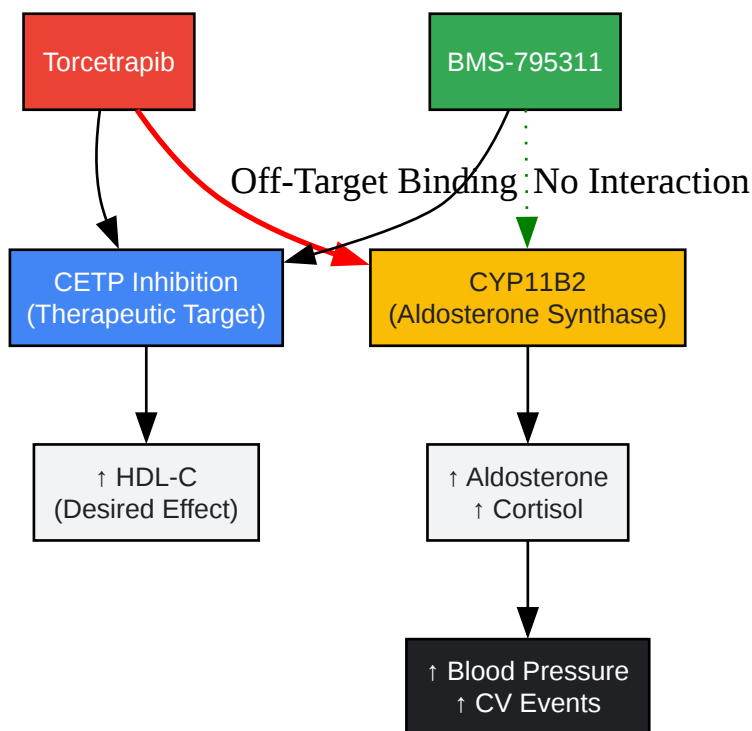 Torcetrapib
BMS-795311
Off-Target Binding
No Interaction
CETP Inhibition
(Therapeutic Target)
CYP11B2
(Aldosterone Synthase)
↑ HDL-C
(Desired Effect)
↑ Aldosterone
↑ Cortisol
↑ Blood Pressure
↑ CV Events